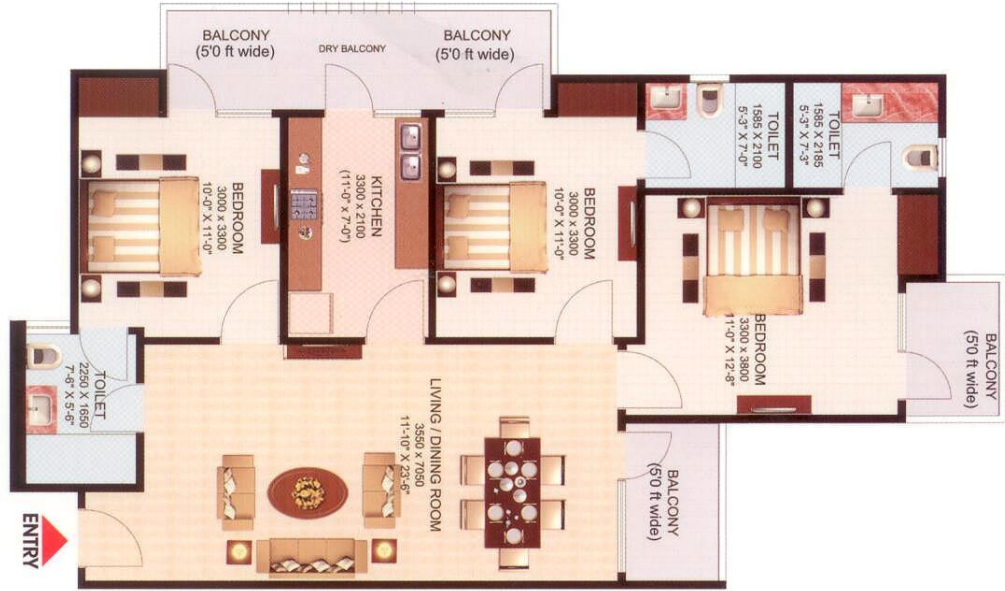 BALCONY
(5'0 ft wide)
DRY BALCONY
BALCONY
(5'0 ft wide)
TOILET
1585 X 2100
5'-3" X 7'-0"
TOILET
1585 X 2185
5'-3" X 7'-3"
BEDROOM
3000 x 3300
10'-0" X 11'-0"
KITCHEN
3300 x 2100
(11'-0" x 7'-0")
BEDROOM
3000 x 3300
10'-0" X 11'-0"
BEDROOM
3300 x 3800
11'-0" X 12'-8"
BALCONY
(5'0 ft wide)
TOILET
2250 X 1650
7'-6" X 5'-6"
LIVING / DINING ROOM
3550 x 7050
11'-10" X 23'-6"
BALCONY
(5'0 ft wide)
ENTRY